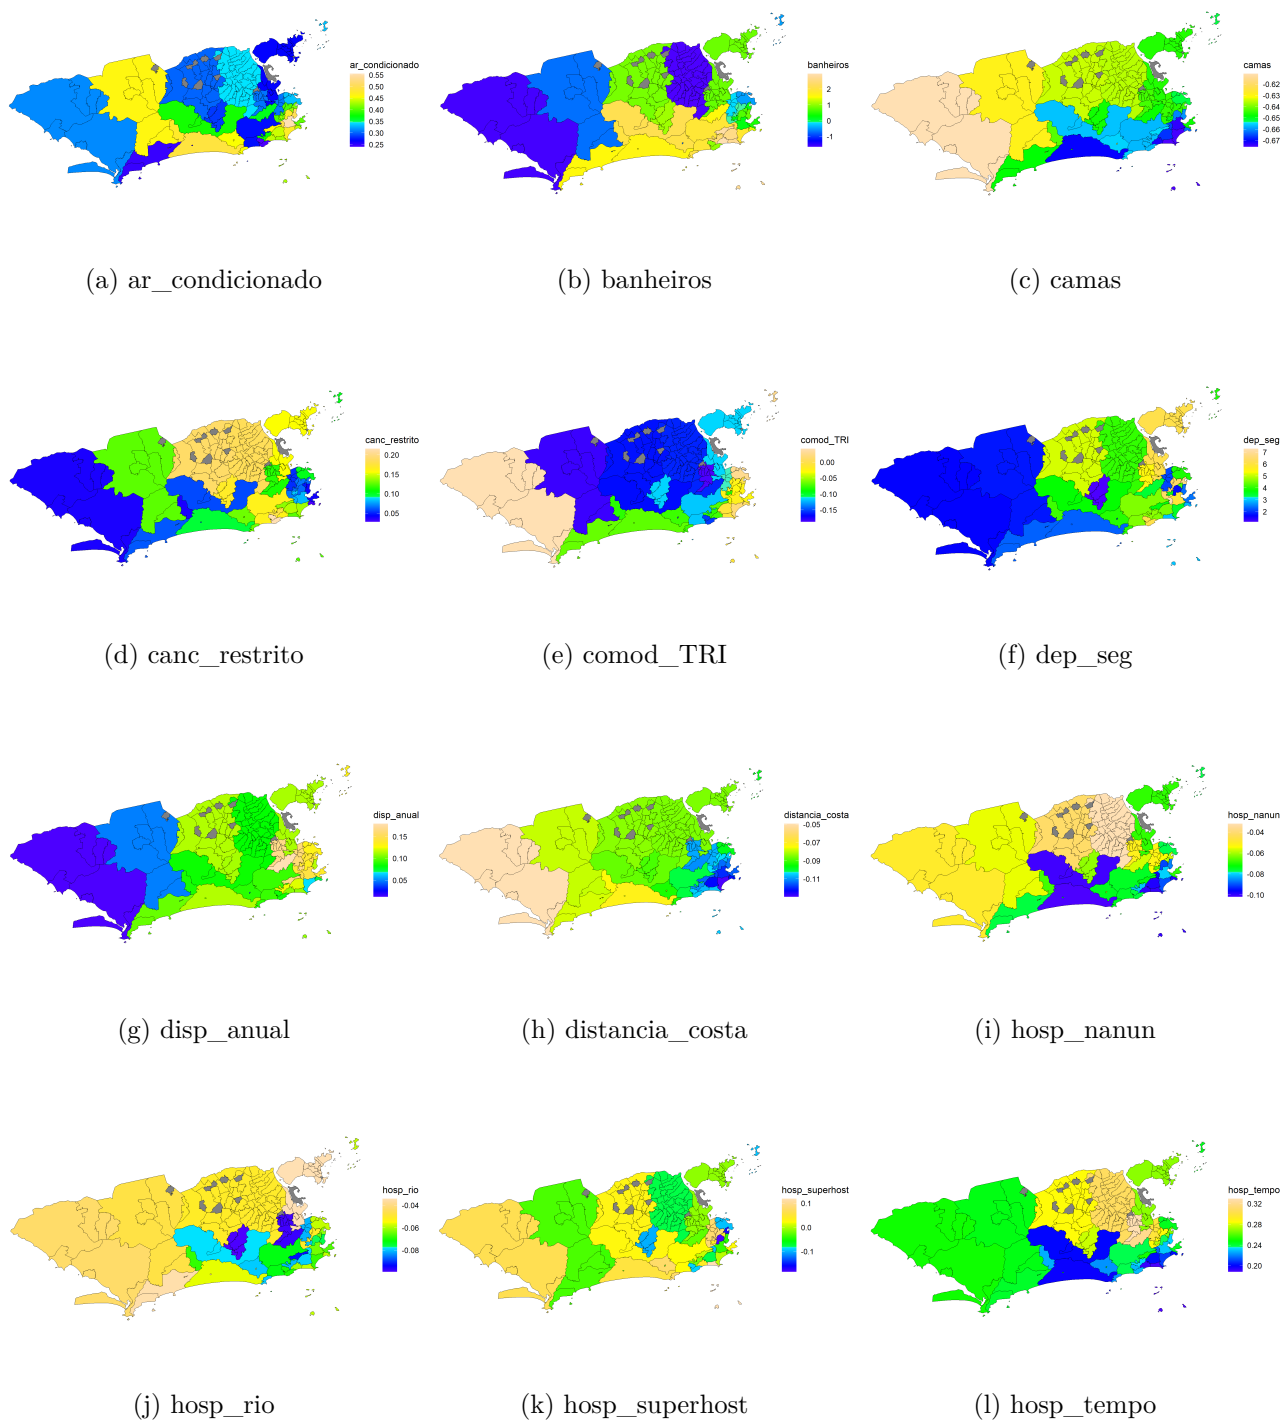 ar_condicionado
0.55
0.50
0.45
0.40
0.35
0.30
0.25
banheiros
2
1
0
-1
camas
-0.62
-0.63
-0.64
-0.65
-0.66
-0.67
(a) ar_condicionado
(b) banheiros
(c) camas
canc_restrito
0.20
0.15
0.10
0.05
comod_TRI
0.00
-0.05
-0.10
-0.15
dep_seg
7
6
5
4
3
2
(d) canc_restrito
(e) comod_TRI
(f) dep_seg
disp_anual
0.15
0.10
0.05
distancia_costa
-0.05
-0.07
-0.09
-0.11
hosp_nanun
-0.04
-0.06
-0.08
-0.10
(g) disp_anual
(h) distancia_costa
(i) hosp_nanun
hosp_rio
-0.04
-0.06
-0.08
hosp_superhost
0.1
0.0
-0.1
hosp_tempo
0.32
0.28
0.24
0.20
(j) hosp_rio
(k) hosp_superhost
(l) hosp_tempo